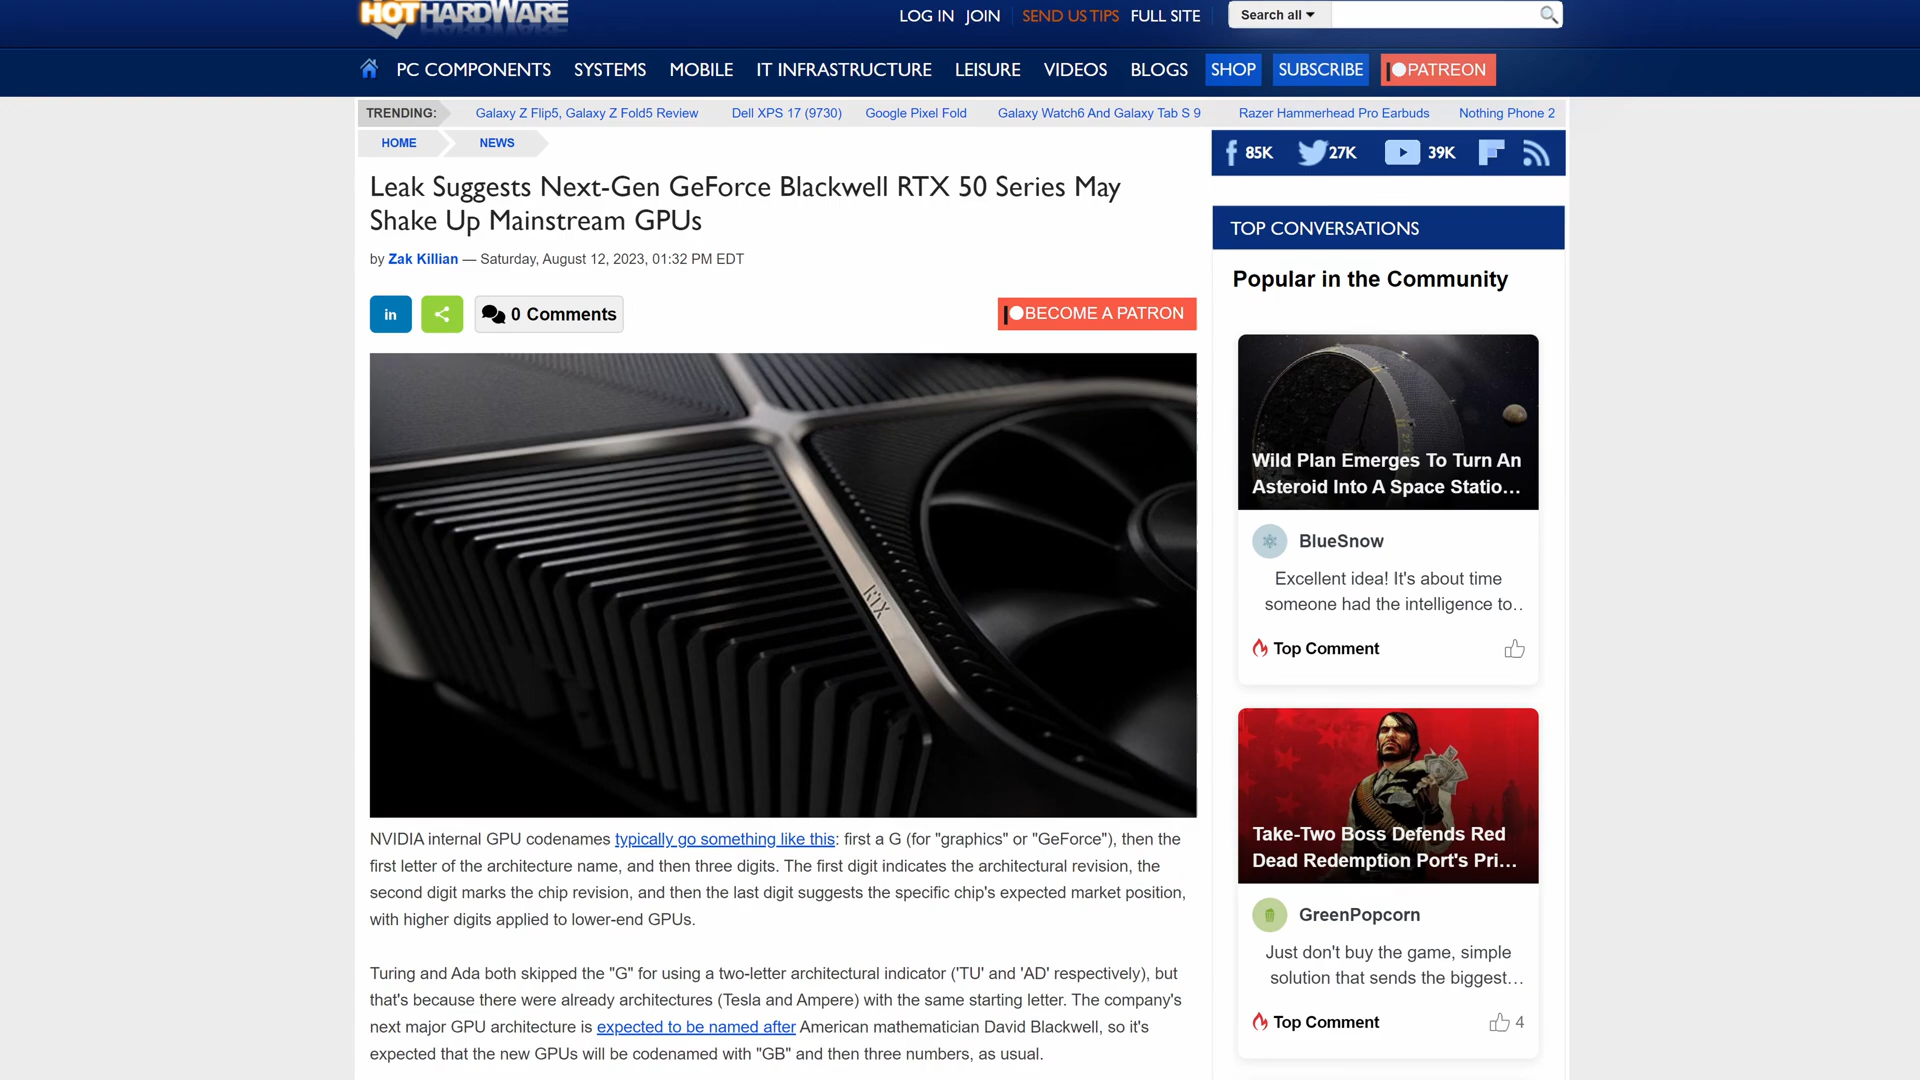 HOTHARDWARE
LOG IN JOIN SEND US TIPS FULL SITE Search all
PC COMPONENTS SYSTEMS MOBILE IT INFRASTRUCTURE LEISURE VIDEOS BLOGS SHOP SUBSCRIBE PATREON
TRENDING: Galaxy Z Flip5, Galaxy Z Fold5 Review Dell XPS 17 (9730) Google Pixel Fold Galaxy Watch6 And Galaxy Tab S 9 Razer Hammerhead Pro Earbuds Nothing Phone 2
HOME NEWS
Leak Suggests Next-Gen GeForce Blackwell RTX 50 Series May
Shake Up Mainstream GPUs
by Zak Killian — Saturday, August 12, 2023, 01:32 PM EDT
in 0 Comments BECOME A PATRON
RTX
NVIDIA internal GPU codenames typically go something like this: first a G (for "graphics" or "GeForce"), then the
first letter of the architecture name, and then three digits. The first digit indicates the architectural revision, the
second digit marks the chip revision, and then the last digit suggests the specific chip's expected market position,
with higher digits applied to lower-end GPUs.
Turing and Ada both skipped the "G" for using a two-letter architectural indicator ('TU' and 'AD' respectively), but
that's because there were already architectures (Tesla and Ampere) with the same starting letter. The company's
next major GPU architecture is expected to be named after American mathematician David Blackwell, so it's
expected that the new GPUs will be codenamed with "GB" and then three numbers, as usual.
85K 27K 39K
TOP CONVERSATIONS
Popular in the Community
Wild Plan Emerges To Turn An
Asteroid Into A Space Statio...
BlueSnow
Excellent idea! It's about time
someone had the intelligence to..
Top Comment
Take-Two Boss Defends Red
Dead Redemption Port's Pri...
GreenPopcorn
Just don't buy the game, simple
solution that sends the biggest...
Top Comment 4